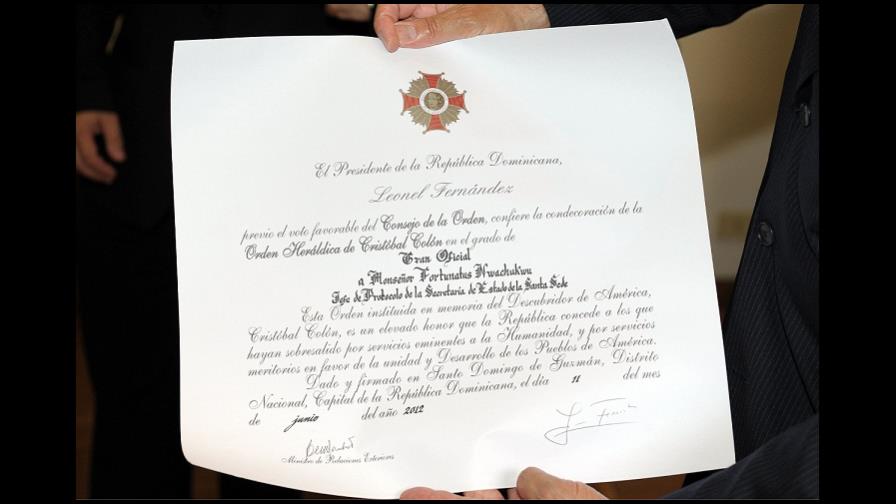 El Presidente de la República Dominicana,
Leonel Fernández
previo el voto favorable del Consejo de la Orden, confiere la condecoración de la
Orden Heráldica de Cristóbal Colón en el grado de
Gran Oficial
a Monseñor Fortunatus Nwachukwu
Jefe de Protocolo de la Secretaría de Estado de la Santa Sede
Esta Orden instituida en memoria del Descubridor de América,
Cristóbal Colón, es un elevado honor que la República concede a los que
hayan sobresalido por servicios eminentes a la Humanidad, y por servicios
meritorios en favor de la unidad y Desarrollo de los Pueblos de América.
Dado y firmado en Santo Domingo de Guzmán, Distrito
Nacional, Capital de la República Dominicana, el día 11 del mes
de junio del año 2012
Ministro de Relaciones Exteriores